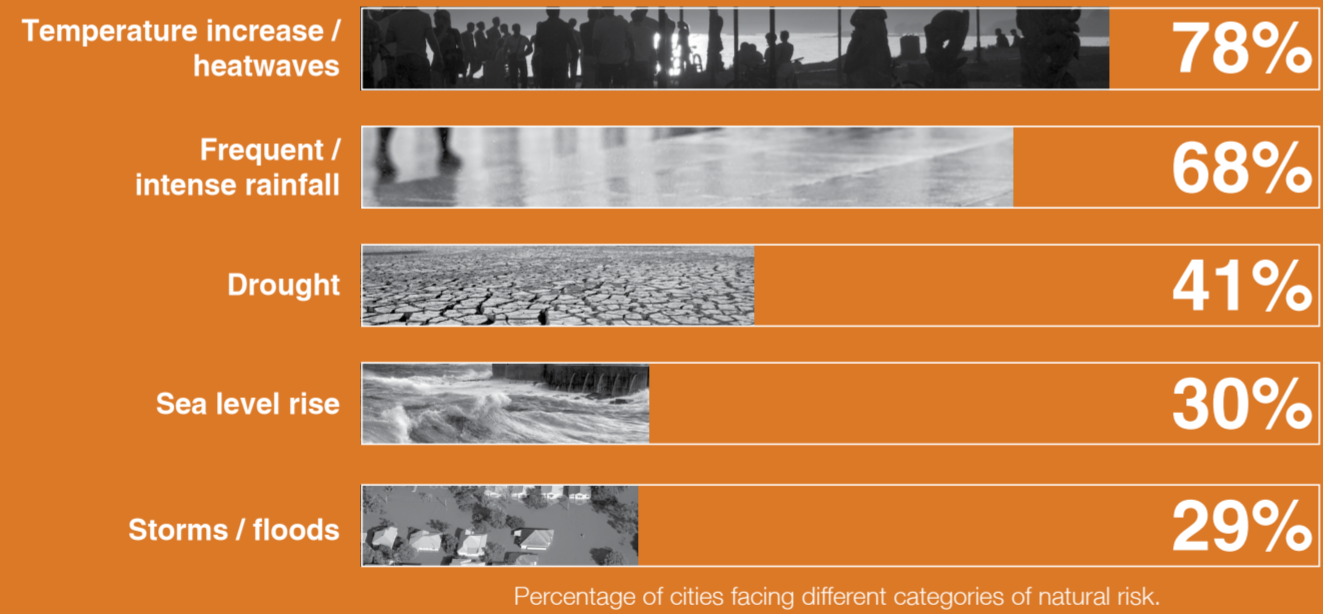 Temperature increase /
heatwaves
78%
Frequent /
intense rainfall
68%
Drought
41%
Sea level rise
30%
Storms / floods
29%
Percentage of cities facing different categories of natural risk.